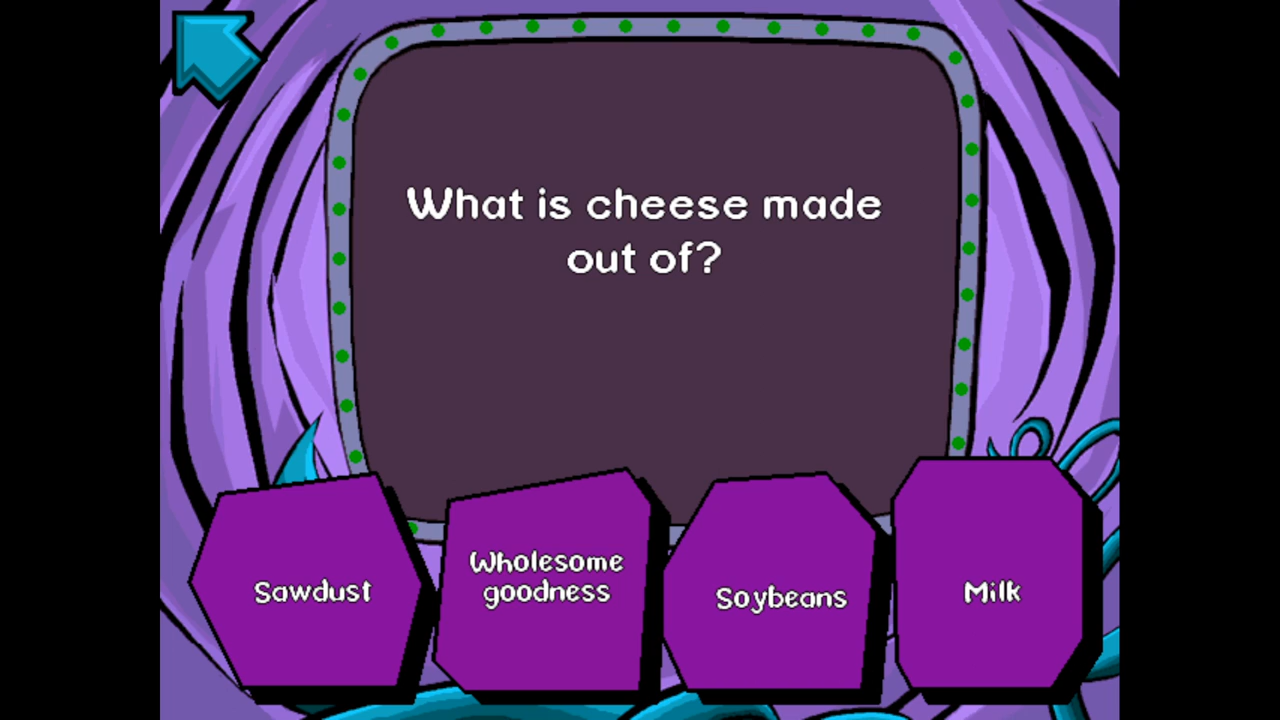 What is cheese made
out of?
Sawdust
Wholesome
goodness
Soybeans
Milk